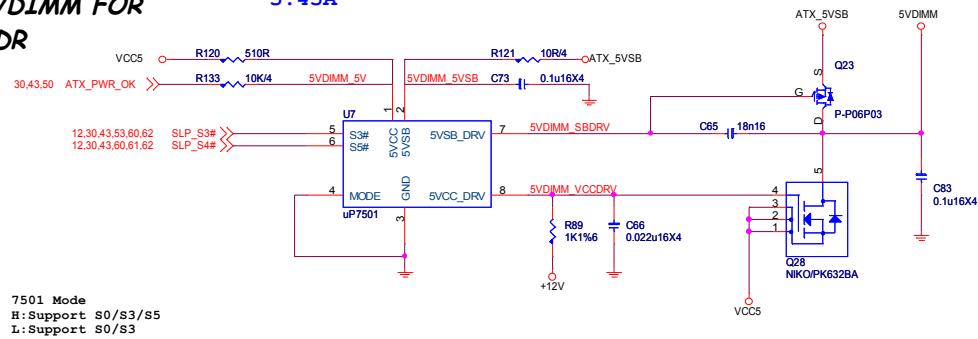 VDIMM FOR
DR
3.43A
ATX_5VSB
5VDIMM
VCC5
R120
510R
R121
10R/4
ATX_5VSB
30,43,50 ATX_PWR_OK
R133
10K/4
5VDIMM_5V
5VDIMM_5VSB
C73
0.1u16X4
S
Q23
G
P-P06P03
D
U7
1
2
5VCC
5VSB
12,30,43,53,60,62 SLP_S3#
5
S3#
5VSB_DRV
7
5VDIMM_SBDRV
C65
18n16
12,30,43,60,61,62 SLP_S4#
6
S5#
4
MODE
GND
5VCC_DRV
8
5VDIMM_VCCDRV
uP7501
3
R89
1K1%6
C66
0.022u16X4
+12V
5
4
3
2
1
Q28
NIKO/PK632BA
VCC5
C83
0.1u16X4
7501 Mode
H:Support S0/S3/S5
L:Support S0/S3